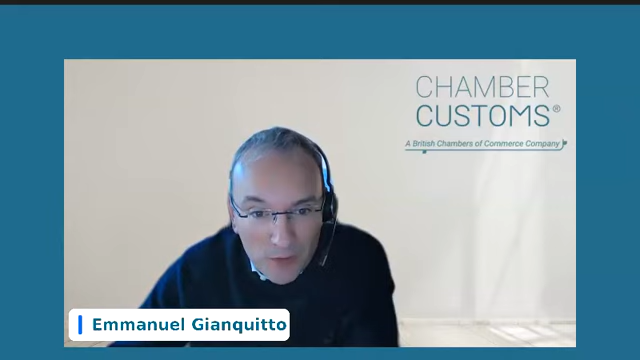 CHAMBER
CUSTOMS®
A British Chambers of Commerce Company
Emmanuel Gianquitto